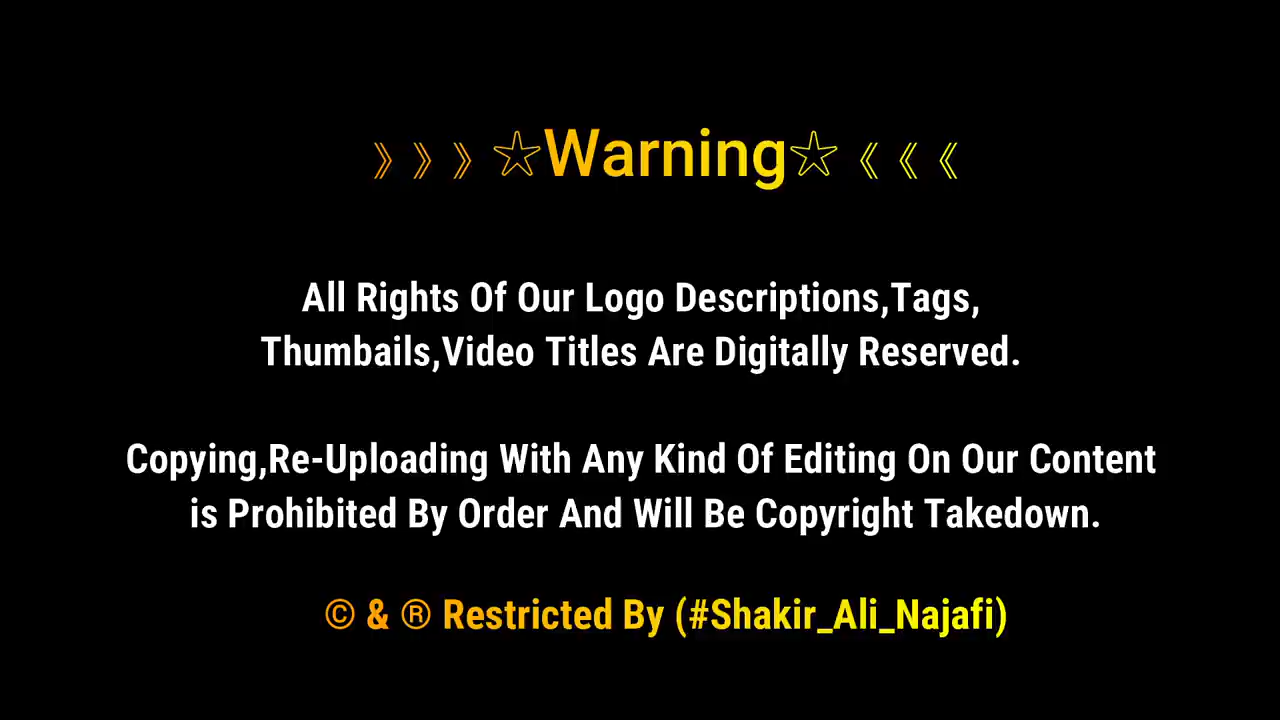 》》》☆Warning☆《《《
All Rights Of Our Logo Descriptions,Tags,
Thumbails,Video Titles Are Digitally Reserved.
Copying,Re-Uploading With Any Kind Of Editing On Our Content
is Prohibited By Order And Will Be Copyright Takedown.
© & ® Restricted By (#Shakir_Ali_Najafi)